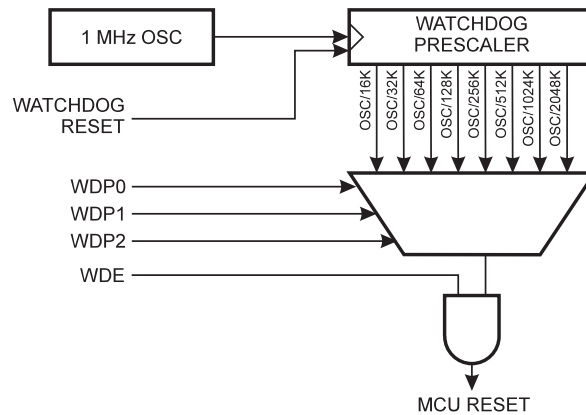 1 MHz OSC
WATCHDOG
PRESCALER
WATCHDOG
RESET
OSC/16K
OSC/32K
OSC/64K
OSC/128K
OSC/256K
OSC/512K
OSC/1024K
OSC/2048K
WDP0
WDP1
WDP2
WDE
MCU RESET